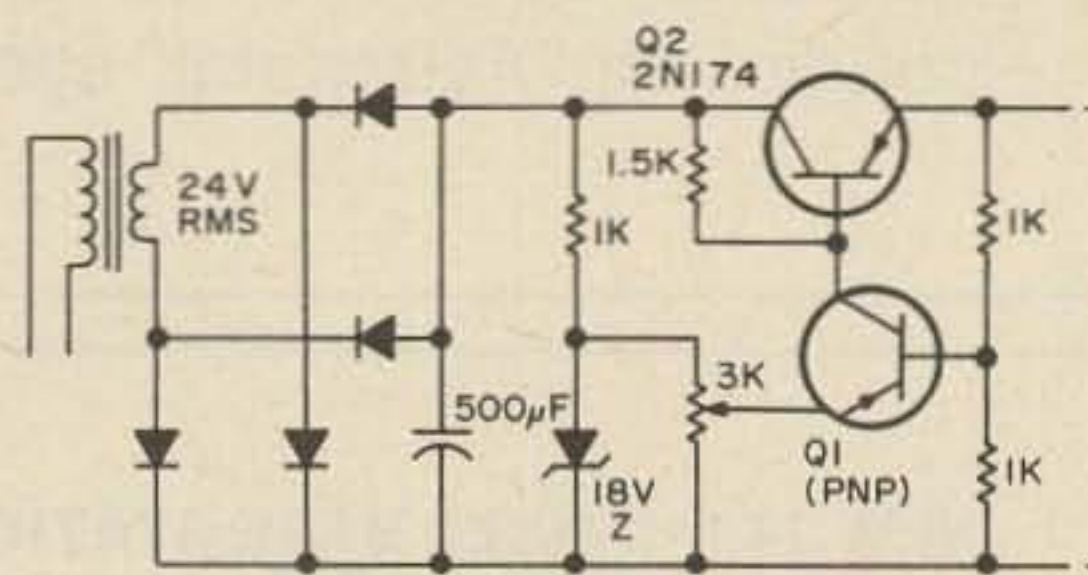 Q2
2N174
24V
RMS
1.5K
1K
1K
3K
500µF
Q1
(PNP)
18V
Z
1K